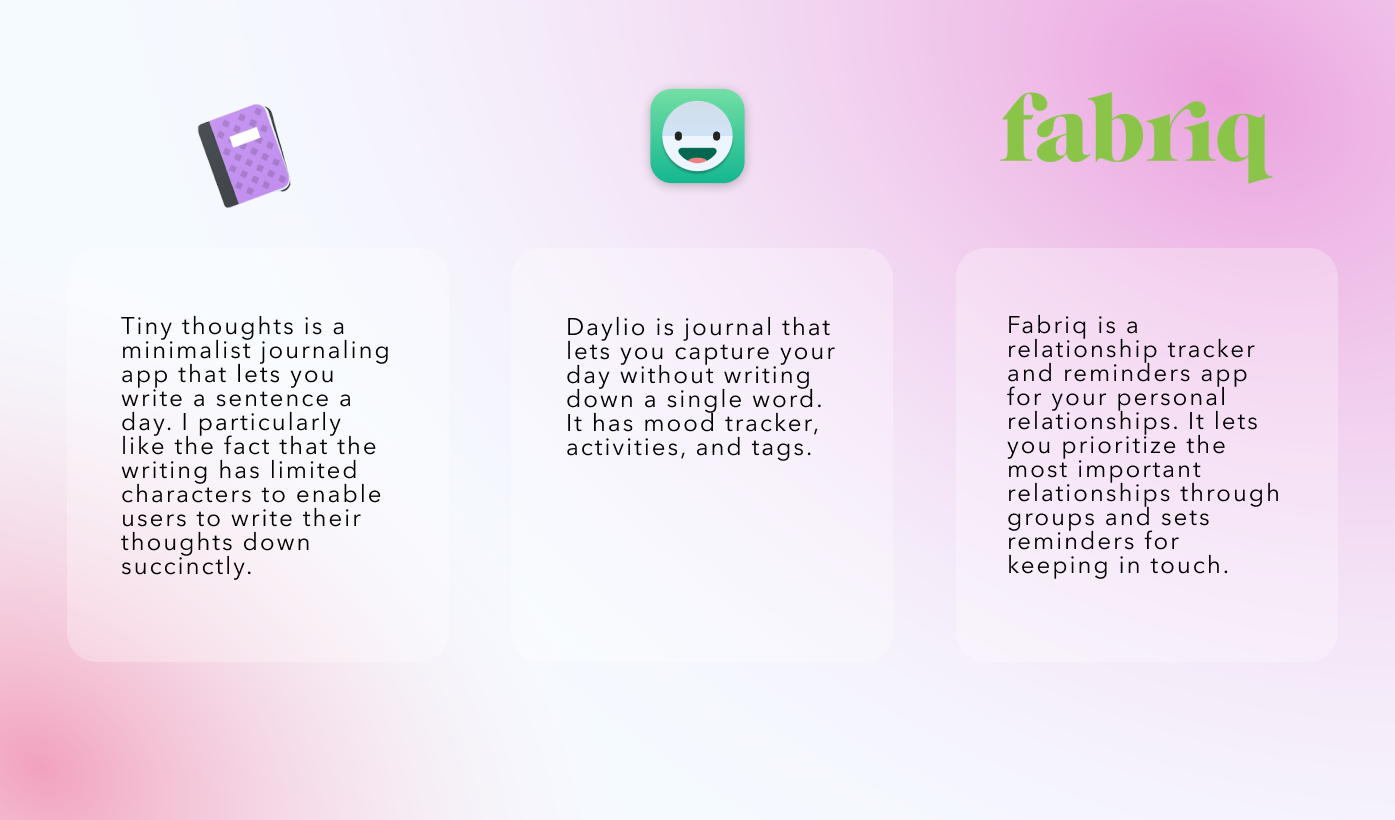 fabriq
Tiny thoughts is a
minimalist journaling
app that lets you
write a sentence a
day. I particularly
like the fact that the
writing has limited
characters to enable
users to write their
thoughts down
succinctly.
Daylio is journal that
lets you capture your
day without writing
down a single word.
It has mood tracker,
activities, and tags.
Fabriq is a
relationship tracker
and reminders app
for your personal
relationships. It lets
you prioritize the
most important
relationships through
groups and sets
reminders for
keeping in touch.